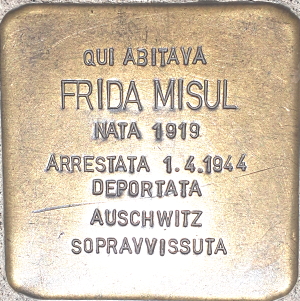 QUI ABITAVA
FRIDA MISUL
NATA 1919
ARRESTATA 1.4.1944
DEPORTATA
AUSCHWITZ
SOPRAVVISSUTA